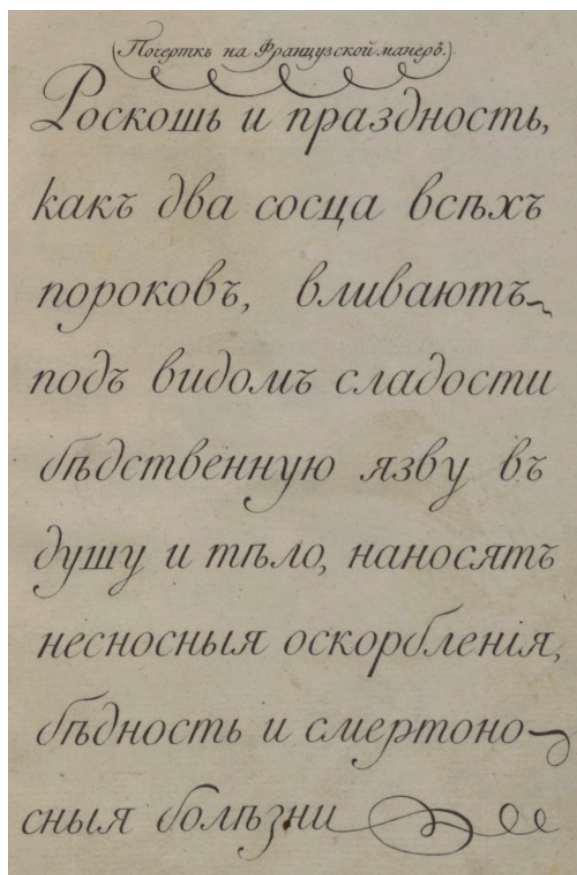 (Почеркъ на Французской манеръ.)
Роскошь и праздность,
какъ два сосца всѣхъ
пороковъ, вливаютъ
подъ видомъ сладости
бѣдственную язву въ
душу и тѣло, наносятъ
несносныя оскорбленія,
бѣдность и смертоно-
сныя болѣзни